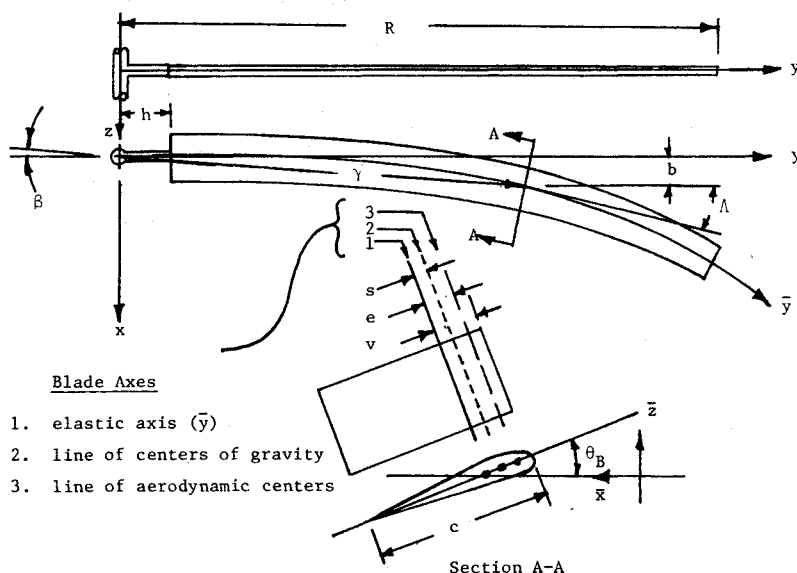 R
y
h
z
A
y
b
γ
β
Λ
3
A
2
1
s
x
e
ȳ
v
Blade Axes
z̄
1. elastic axis (ȳ)
2. line of centers of gravity
θB
3. line of aerodynamic centers
x̄
c
Section A-A